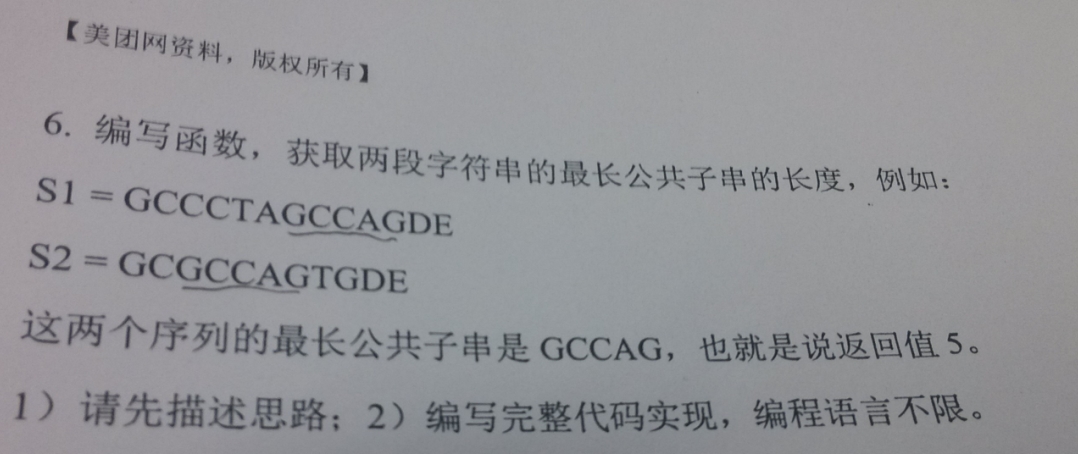 【美团网资料，版权所有】
6. 编写函数，获取两段字符串的最长公共子串的长度，例如：
S1 = GCCCTAGCCAGDE
S2 = GCGCCAGTGDE
这两个序列的最长公共子串是 GCCAG，也就是说返回值 5。
1）请先描述思路；2）编写完整代码实现，编程语言不限。